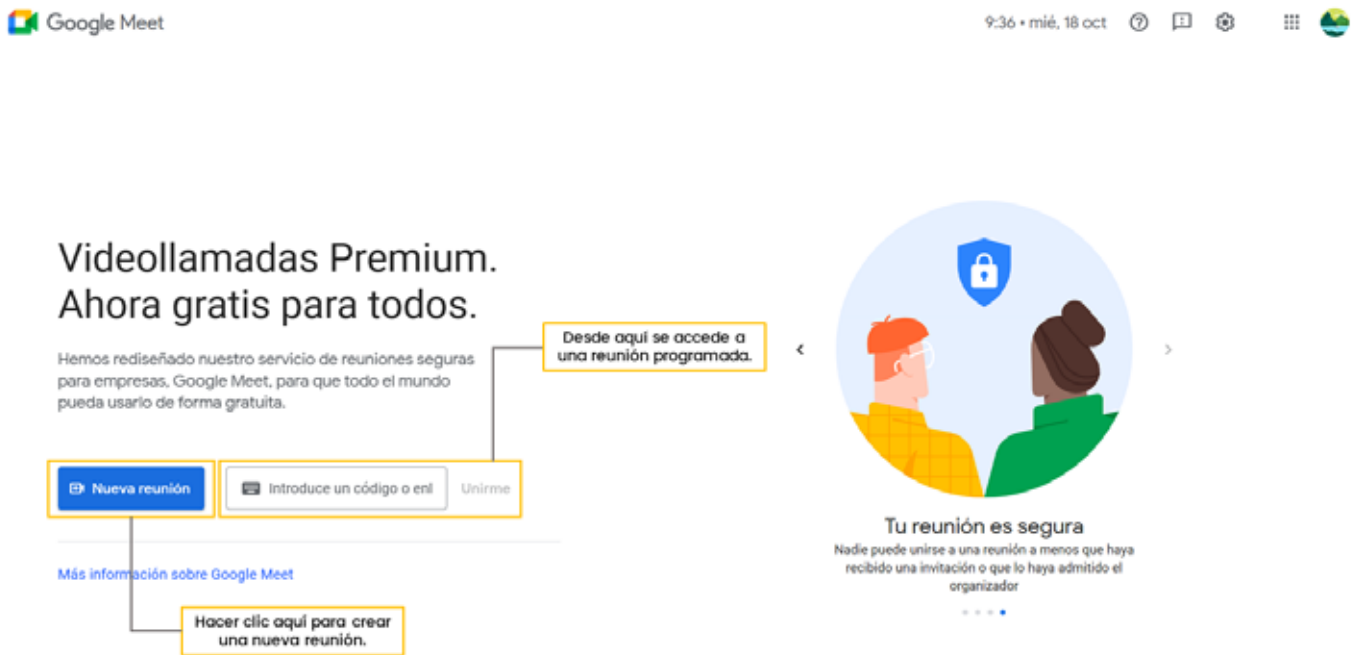 Google Meet
9:36 • mié, 18 oct
Videollamadas Premium.
Ahora gratis para todos.
Hemos rediseñado nuestro servicio de reuniones seguras
para empresas, Google Meet, para que todo el mundo
pueda usarlo de forma gratuita.
Desde aquí se accede a
una reunión programada.
Nueva reunión
Introduce un código o enl
Unirme
Más información sobre Google Meet
Hacer clic aquí para crear
una nueva reunión.
Tu reunión es segura
Nadie puede unirse a una reunión a menos que haya
recibido una invitación o que lo haya admitido el
organizador